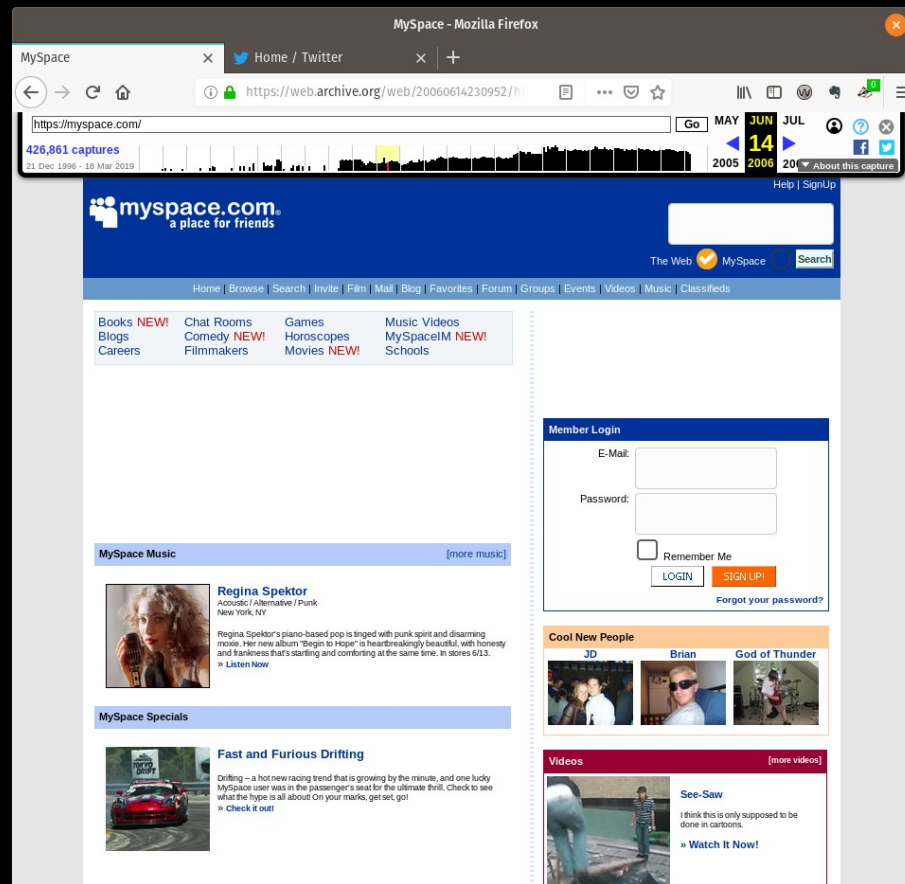 MySpace - Mozilla Firefox
MySpace
Home / Twitter
https://web.archive.org/web/20060614230952/h
https://myspace.com/
Go
MAY JUN JUL
426,861 captures
14
21 Dec 1996 - 18 Mar 2019
2005 2006 200
About this capture
0
Help | SignUp
myspace.com
a place for friends
The Web MySpace Search
Home | Browse | Search | Invite | Film | Mail | Blog | Favorites | Forum | Groups | Events | Videos | Music | Classifieds
Books NEW! Chat Rooms Games Music Videos
Blogs Comedy NEW! Horoscopes MySpaceIM NEW!
Careers Filmmakers Movies NEW! Schools
Member Login
E-Mail:
Password:
Remember Me
LOGIN SIGN UP!
Forgot your password?
MySpace Music [more music]
Regina Spektor
Acoustic / Alternative / Punk
New York, NY
Regina Spektor's piano-based pop is tinged with punk spirit and disarming
moxie. Her new album "Begin to Hope" is heartbreakingly beautiful, with honesty
and frankness that's startling and comforting at the same time. In stores 6/13.
» Listen Now
Cool New People
JD Brian God of Thunder
MySpace Specials
TOKYO
DRIFT
Fast and Furious Drifting
Drifting – a hot new racing trend that is growing by the minute, and one lucky
MySpace user was in the passenger's seat for the ultimate thrill. Check to see
what the hype is all about! On your marks, get set, go!
» Check it out!
Videos [more videos]
See-Saw
I think this is only supposed to be
done in cartoons.
» Watch It Now!